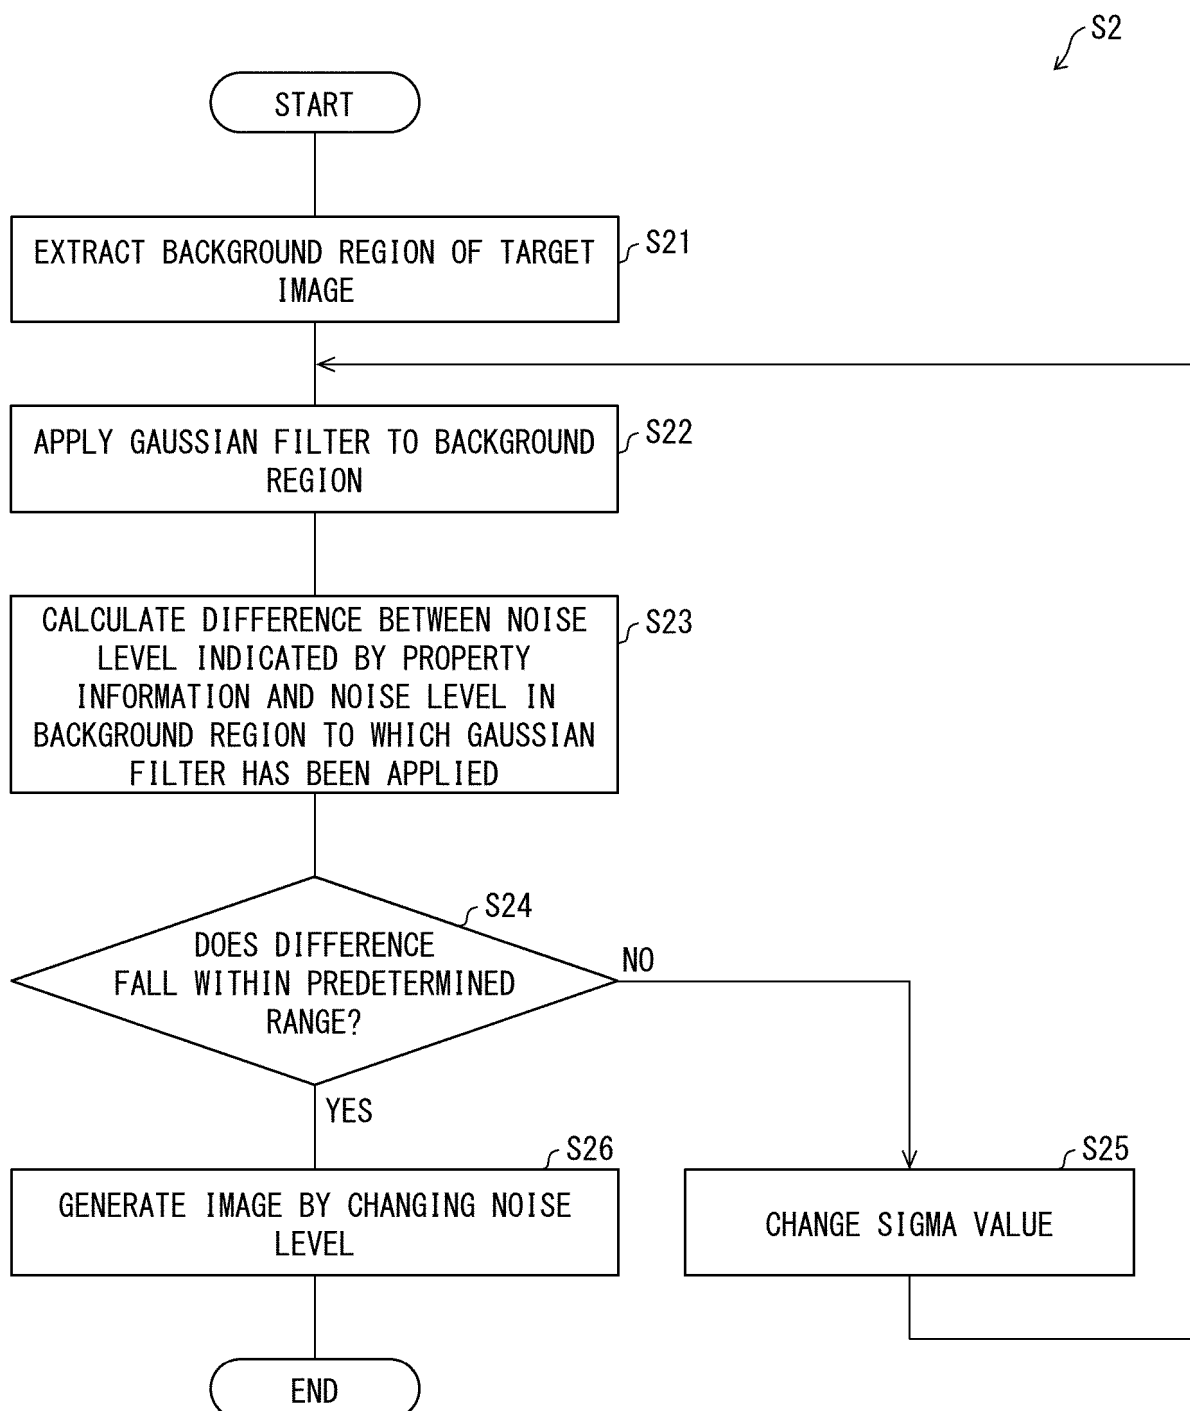 S2
START
S21
EXTRACT BACKGROUND REGION OF TARGET
IMAGE
S22
APPLY GAUSSIAN FILTER TO BACKGROUND
REGION
S23
CALCULATE DIFFERENCE BETWEEN NOISE
LEVEL INDICATED BY PROPERTY
INFORMATION AND NOISE LEVEL IN
BACKGROUND REGION TO WHICH GAUSSIAN
FILTER HAS BEEN APPLIED
S24
DOES DIFFERENCE
FALL WITHIN PREDETERMINED
RANGE?
NO
YES
S26
GENERATE IMAGE BY CHANGING NOISE
LEVEL
S25
CHANGE SIGMA VALUE
END